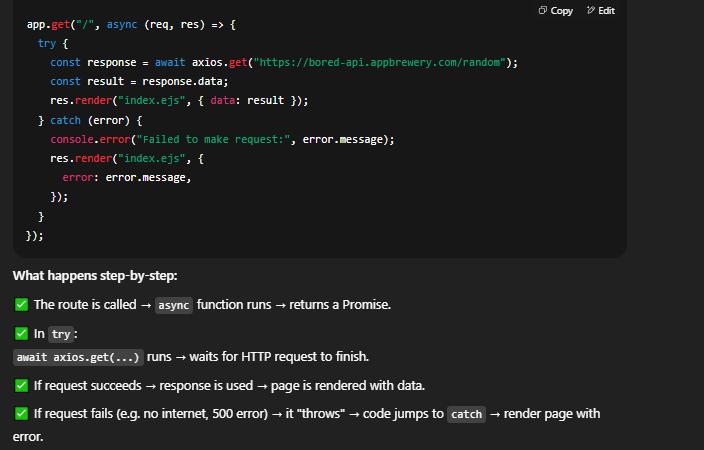 Copy Edit
app.get("/", async (req, res) => {
  try {
    const response = await axios.get("https://bored-api.appbrewery.com/random");
    const result = response.data;
    res.render("index.ejs", { data: result });
  } catch (error) {
    console.error("Failed to make request:", error.message);
    res.render("index.ejs", {
      error: error.message,
    });
  }
});
What happens step-by-step:
✅ The route is called → async function runs → returns a Promise.
✅ In try:
await axios.get(...) runs → waits for HTTP request to finish.
✅ If request succeeds → response is used → page is rendered with data.
✅ If request fails (e.g. no internet, 500 error) → it "throws" → code jumps to catch → render page with
error.